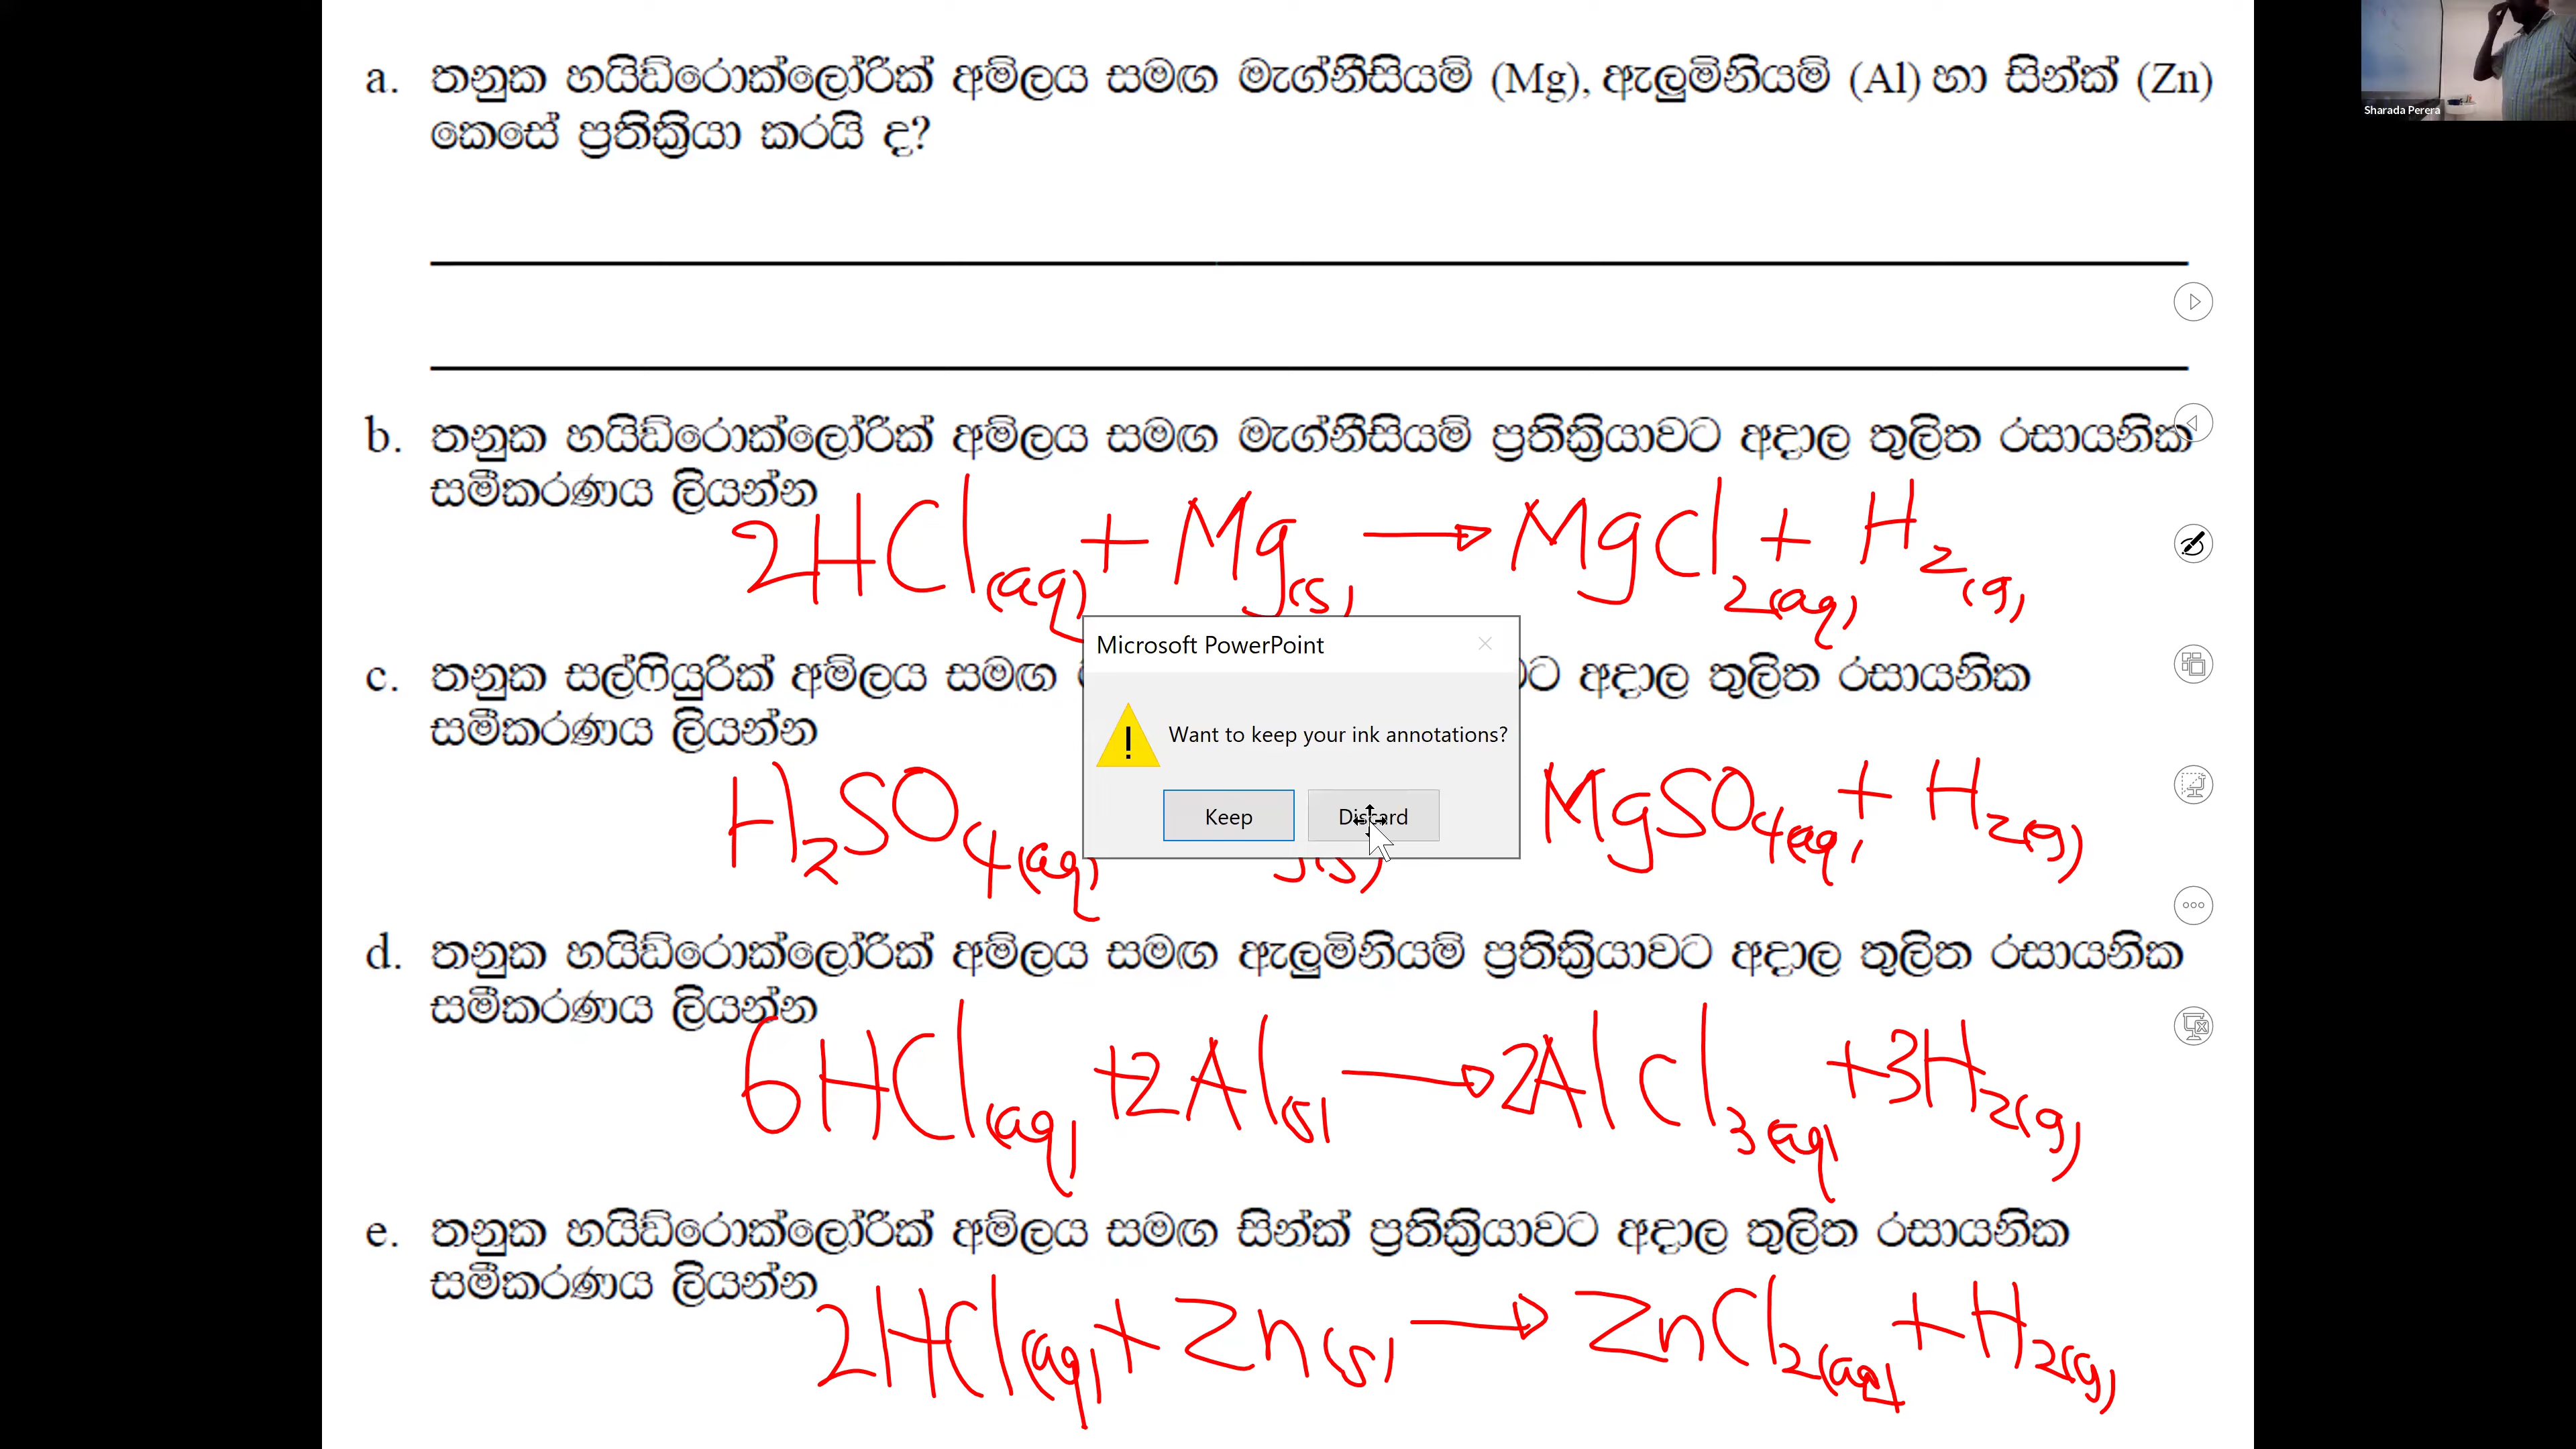 Sharada Perera
a. තනුක හයිඩ්රොක්ලෝරික් අම්ලය සමඟ මැග්නීසියම් (Mg), ඇලුමිනියම් (Al) හා සින්ක් (Zn)
කෙසේ ප්‍රතික්‍රියා කරයි ද?
b. තනුක හයිඩ්රොක්ලෝරික් අම්ලය සමඟ මැග්නීසියම් ප්‍රතික්‍රියාවට අදාල තුලිත රසායනික
සමීකරණය ලියන්න
2HCl(aq) + Mg(s) → MgCl2(aq) + H2(g)
c. තනුක සල්ෆියුරික් අම්ලය සමඟ අදාල තුලිත රසායනික
සමීකරණය ලියන්න
H2SO4(aq) (s) MgSO4(aq) + H2(g)
Microsoft PowerPoint
Want to keep your ink annotations?
Keep Discard
d. තනුක හයිඩ්රොක්ලෝරික් අම්ලය සමඟ ඇලුමිනියම් ප්‍රතික්‍රියාවට අදාල තුලිත රසායනික
සමීකරණය ලියන්න
6HCl(aq) + 2Al(s) → 2AlCl3(aq) + 3H2(g)
e. තනුක හයිඩ්රොක්ලෝරික් අම්ලය සමඟ සින්ක් ප්‍රතික්‍රියාවට අදාල තුලිත රසායනික
සමීකරණය ලියන්න
2HCl(aq) + Zn(s) → ZnCl2(aq) + H2(g)